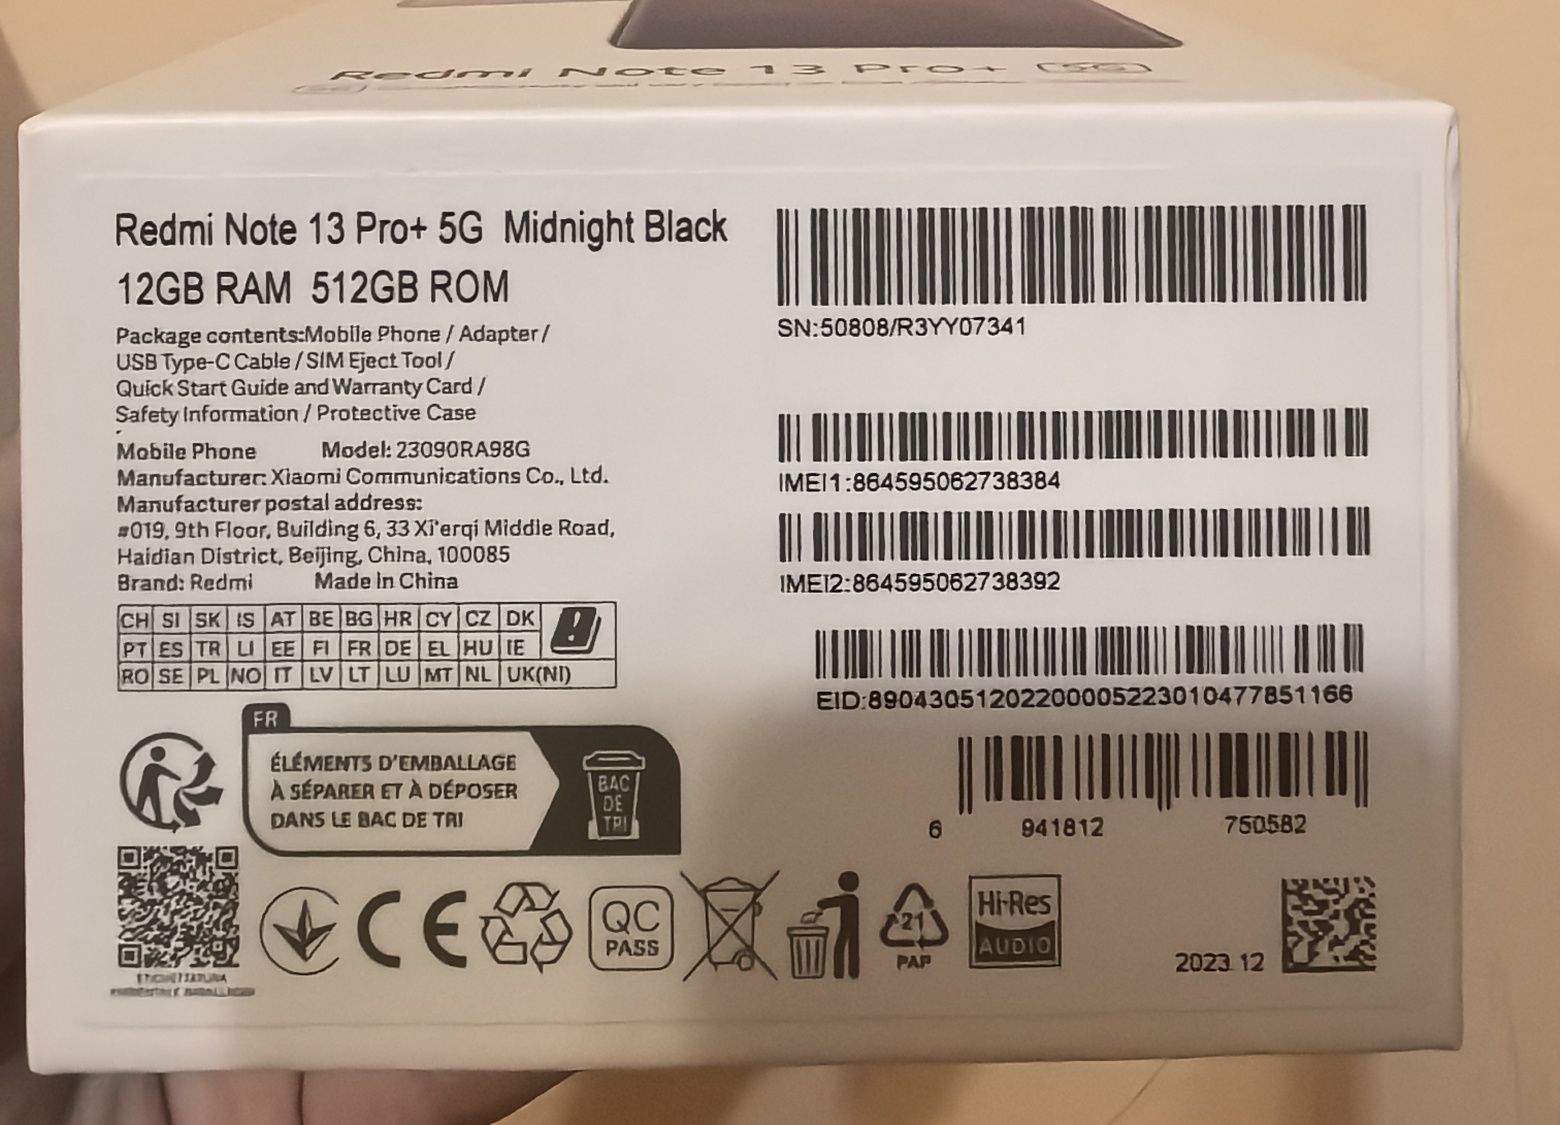 Redmi Note 13 Pro+ 5G
Redmi Note 13 Pro+ 5G Midnight Black
12GB RAM 512GB ROM
Package contents:Mobile Phone / Adapter /
USB Type-C Cable / SIM Eject Tool /
Quick Start Guide and Warranty Card /
Safety Information / Protective Case
Mobile Phone Model: 23090RA98G
Manufacturer: Xiaomi Communications Co., Ltd.
Manufacturer postal address:
#019, 9th Floor, Building 6, 33 Xi'erqi Middle Road,
Haidian District, Beijing, China, 100085
Brand: Redmi Made in China
CH SI SK IS AT BE BG HR CY CZ DK
PT ES TR LI EE FI FR DE EL HU IE
RO SE PL NO IT LV LT LU MT NL UK(NI)
FR
ÉLÉMENTS D'EMBALLAGE
À SÉPARER ET À DÉPOSER
DANS LE BAC DE TRI
BAC
DE
TRI
SN:50808/R3YY07341
IMEI1:864595062738384
IMEI2:864595062738392
EID:89043051202200005223010477851166
6 941812 750582
CE
QC
PASS
21
PAP
Hi-Res
AUDIO
2023.12
ETICHETTATURA